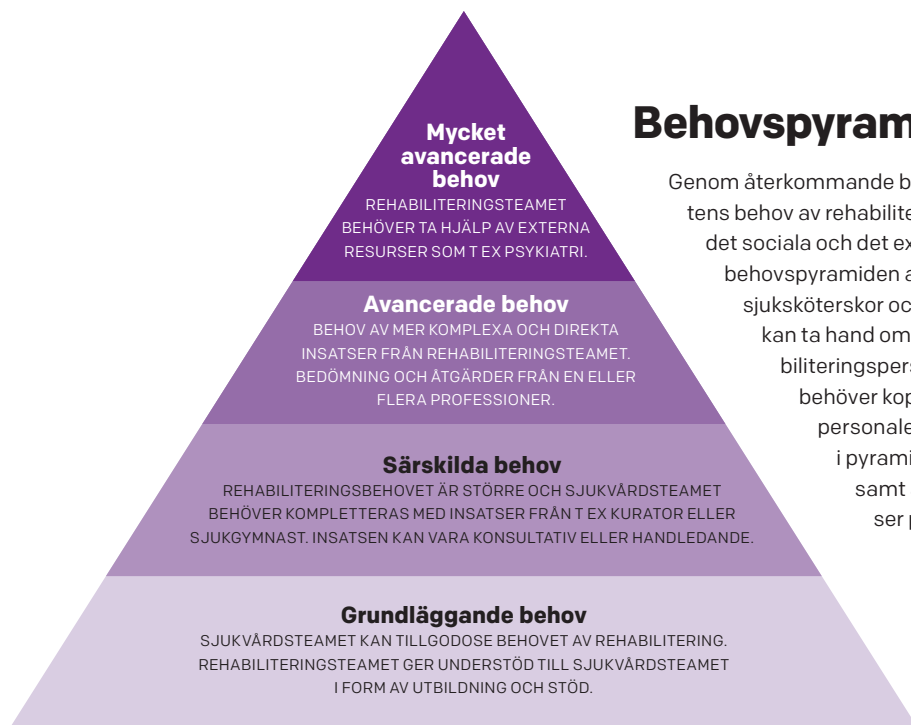 Mycket
avancerade
behov
REHABILITERINGSTEAMET
BEHÖVER TA HJÄLP AV EXTERNA
RESURSER SOM T EX PSYKIATRI.
Avancerade behov
BEHOV AV MER KOMPLEXA OCH DIREKTA
INSATSER FRÅN REHABILITERINGSTEAMET.
BEDÖMNING OCH ÅTGÄRDER FRÅN EN ELLER
FLERA PROFESSIONER.
Särskilda behov
REHABILITERINGSBEHOVET ÄR STÖRRE OCH SJUKVÅRDSTEAMET
BEHÖVER KOMPLETTERAS MED INSATSER FRÅN T EX KURATOR ELLER
SJUKGYMNAST. INSATSEN KAN VARA KONSULTATIV ELLER HANDLEDANDE.
Grundläggande behov
SJUKVÅRDSTEAMET KAN TILLGODOSE BEHOVET AV REHABILITERING.
REHABILITERINGSTEAMET GER UNDERSTÖD TILL SJUKVÅRDSTEAMET
I FORM AV UTBILDNING OCH STÖD.
Behovspyram
Genom återkommande b
tens behov av rehabilite
det sociala och det ex
behovspyramiden a
sjuksköterskor oc
kan ta hand om
biliteringspers
behöver kop
personale
i pyrami
samt
ser p